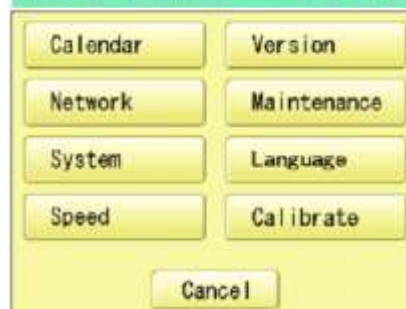 Calendar Version
Network Maintenance
System Language
Speed Calibrate
Cancel